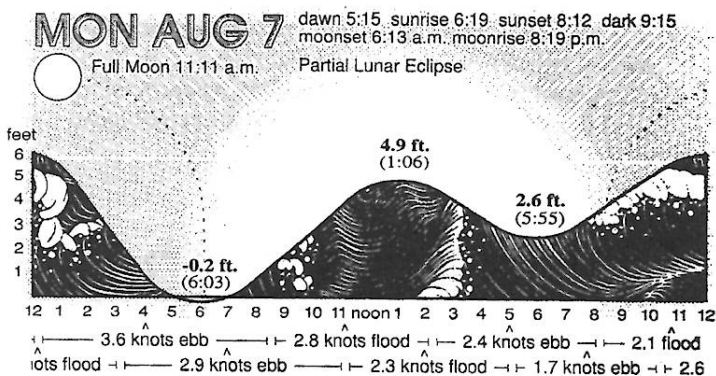 MON AUG 7
dawn 5:15 sunrise 6:19 sunset 8:12 dark 9:15
moonset 6:13 a.m. moonrise 8:19 p.m.
Full Moon 11:11 a.m. Partial Lunar Eclipse
feet
6
5
4
3
2
1
4.9 ft.
(1:06)
2.6 ft.
(5:55)
-0.2 ft.
(6:03)
12 1 2 3 4 5 6 7 8 9 10 11 noon 1 2 3 4 5 6 7 8 9 10 11 12
3.6 knots ebb 2.8 knots flood 2.4 knots ebb 2.1 flood
ots flood 2.9 knots ebb 2.3 knots flood 1.7 knots ebb 2.6